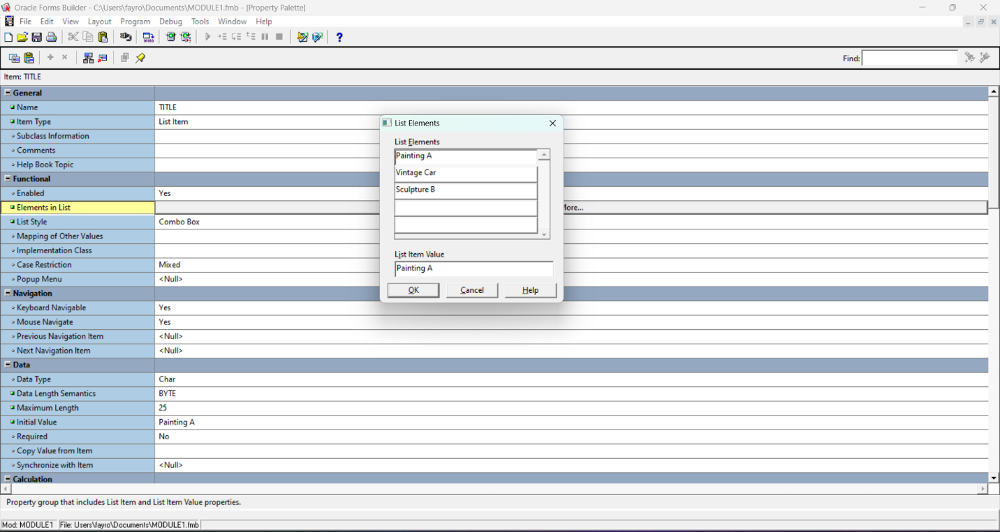 Oracle Forms Builder - C:\Users\fayro\Documents\MODULE1.fmb - [Property Palette]
File Edit View Layout Program Debug Tools Window Help
Find:
Item: TITLE
General
Name TITLE
Item Type List Item
Subclass Information
Comments
Help Book Topic
Functional
Enabled Yes
Elements in List More...
List Style Combo Box
Mapping of Other Values
Implementation Class
Case Restriction Mixed
Popup Menu <Null>
Navigation
Keyboard Navigable Yes
Mouse Navigate Yes
Previous Navigation Item <Null>
Next Navigation Item <Null>
Data
Data Type Char
Data Length Semantics BYTE
Maximum Length 25
Initial Value Painting A
Required No
Copy Value from Item
Synchronize with Item <Null>
Calculation
List Elements
List Elements
Painting A
Vintage Car
Sculpture B
List Item Value
Painting A
OK Cancel Help
Property group that includes List Item and List Item Value properties.
Mod: MODULE1 File: Users\fayro\Documents\MODULE1.fmb